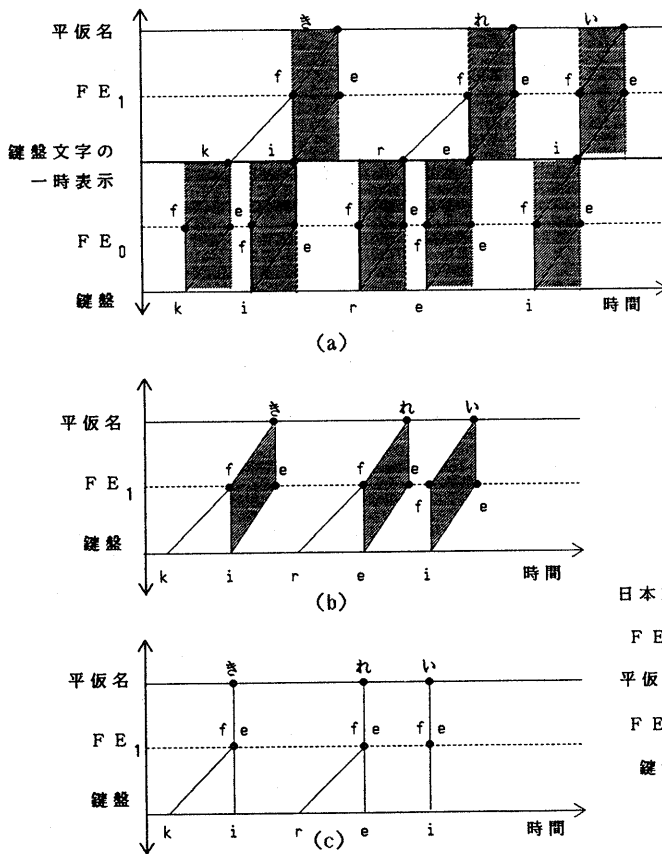 き れ い
平仮名
f e f e f e
FE1
k i r e i
鍵盤文字の
一時表示
f e f e f e f e f e
FE0
鍵盤
k i r e i 時間
(a)
き れ い
平仮名
f e f e f e
FE1
鍵盤
k i r e i 時間
(b)
き れ い
平仮名
f e f e f e
FE1
鍵盤
k i r e i 時間
(c)
日本
FE
平仮
FE
鍵